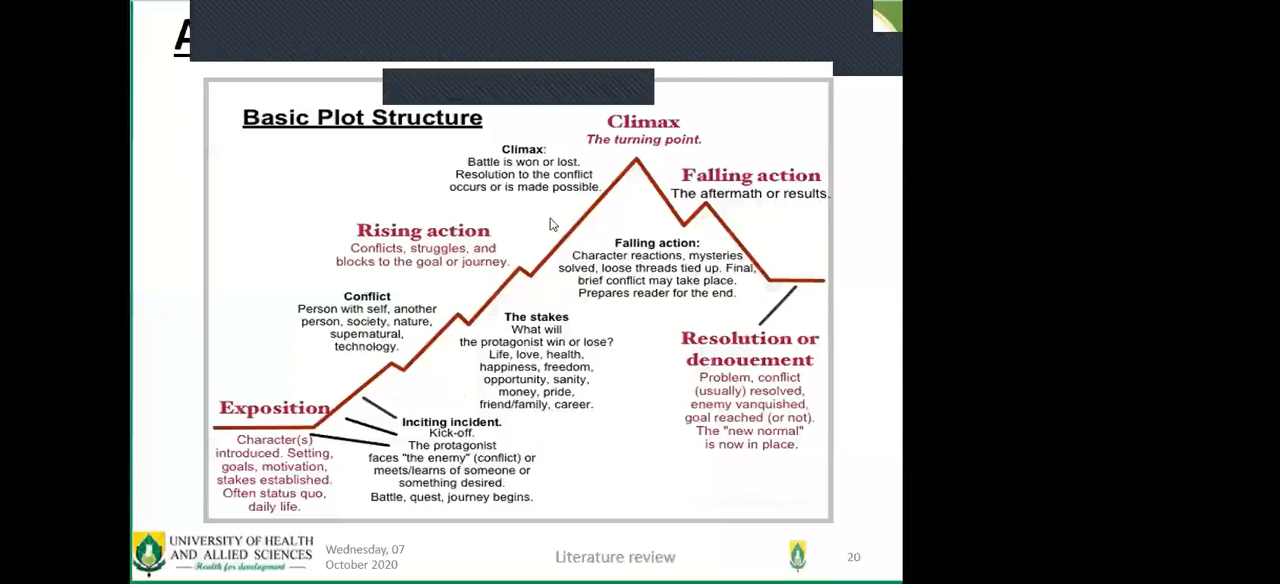 A
Basic Plot Structure
Climax
The turning point.
Climax:
Battle is won or lost.
Resolution to the conflict
occurs or is made possible.
Falling action
The aftermath or results.
Rising action
Conflicts, struggles, and
blocks to the goal or journey.
Falling action:
Character reactions, mysteries
solved, loose threads tied up. Final,
brief conflict may take place.
Prepares reader for the end.
Conflict
Person with self, another
person, society, nature,
supernatural,
technology.
The stakes
What will
the protagonist win or lose?
Life, love, health,
happiness, freedom,
opportunity, sanity,
money, pride,
friend/family, career.
Resolution or
denouement
Problem, conflict
(usually) resolved,
enemy vanquished,
goal reached (or not).
The "new normal"
is now in place.
Exposition
Character(s)
introduced. Setting,
goals, motivation,
stakes established.
Often status quo,
daily life.
Inciting incident.
Kick-off.
The protagonist
faces "the enemy" (conflict) or
meets/learns of someone or
something desired.
Battle, quest, journey begins.
UNIVERSITY OF HEALTH
AND ALLIED SCIENCES
Health for development
Wednesday, 07
October 2020
Literature review
20